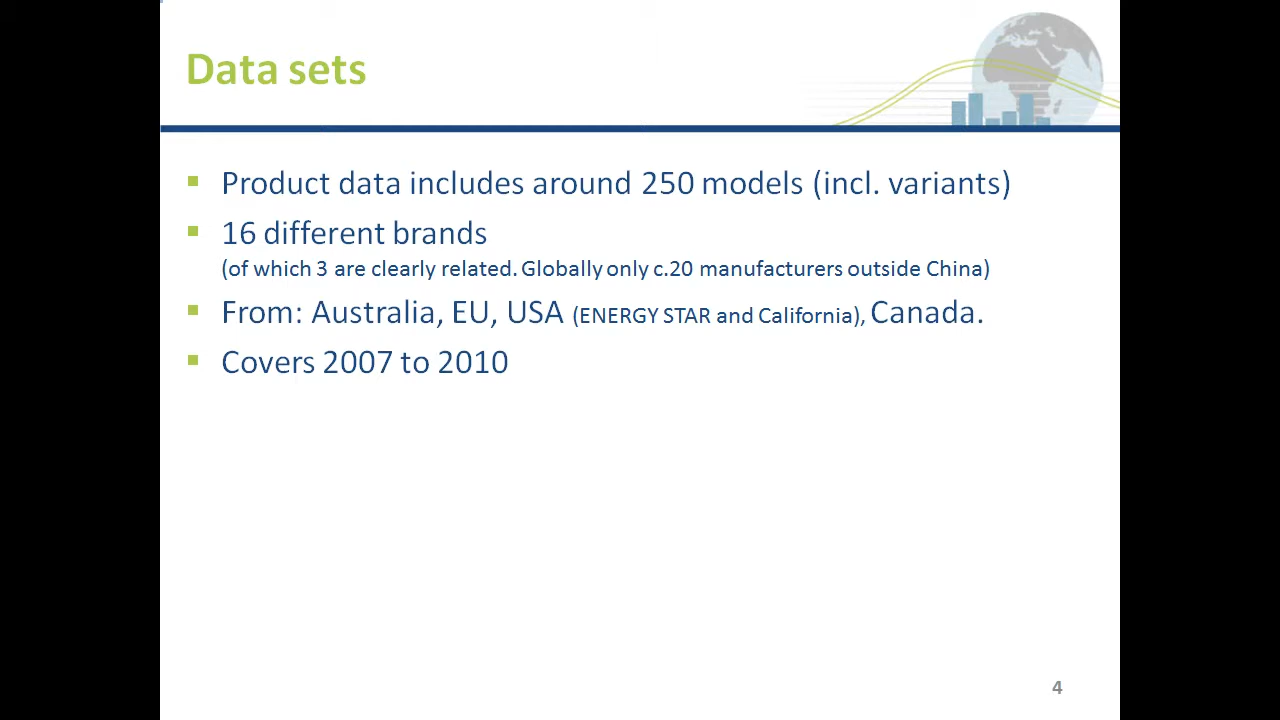 Data sets
Product data includes around 250 models (incl. variants)
16 different brands
(of which 3 are clearly related. Globally only c.20 manufacturers outside China)
From: Australia, EU, USA (ENERGY STAR and California), Canada.
Covers 2007 to 2010
4